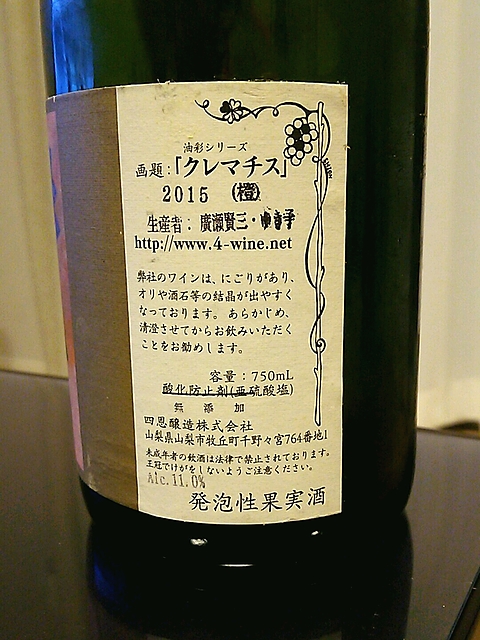 油彩シリーズ
画題:「クレマチス」
2015 (橙)
生産者: 廣瀬賢三・ゆき子
http://www.4-wine.net
弊社のワインは、にごりがあり、
オリや酒石等の結晶が出やすく
なっております。あらかじめ、
清澄させてからお飲みいただく
ことをお勧めします。
容量:750mL
酸化防止剤(亜硫酸塩)
無添加
四恩醸造株式会社
山梨県山梨市牧丘町千野々宮764番地1
未成年者の飲酒は法律で禁止されております。
王冠でけがをしないようご注意ください。
Alc.11.0%
発泡性果実酒